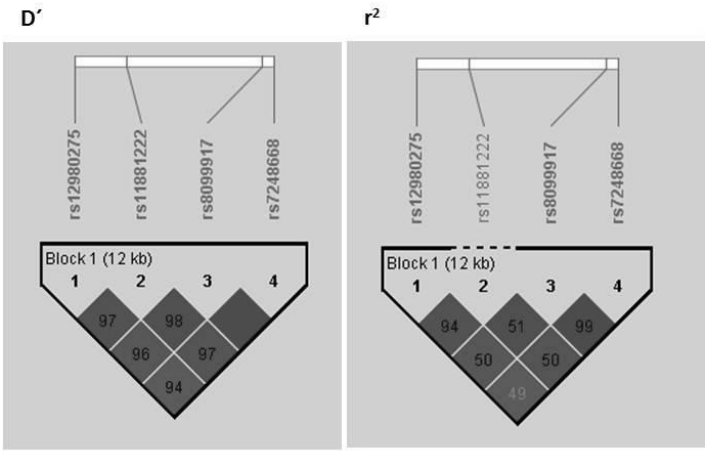 D´
r²
rs12980275
rs11881222
rs8099917
rs7248668
Block 1 (12 kb)
1 2 3 4
97 98
96 97
94
rs12980275
rs11881222
rs8099917
rs7248668
Block 1 (12 kb)
1 2 3 4
94 51 99
50 50
49